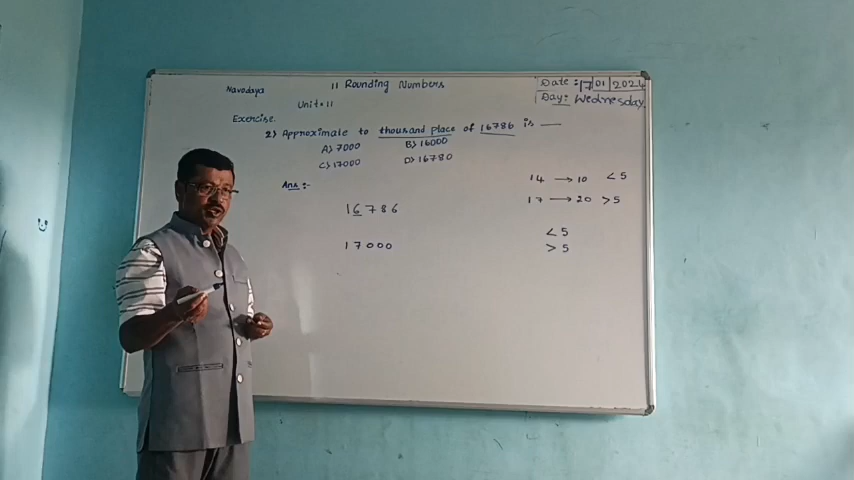 Navodaya
11 Rounding Numbers
Date: 17/01/2024
Unit: 11
Day: Wednesday
Exercise.
2) Approximate to thousand place of 16786 is —
A) 7000 B) 16000
C) 17000 D) 16780
Ans :-
14 → 10 < 5
17 → 20 > 5
16786
< 5
17000
> 5